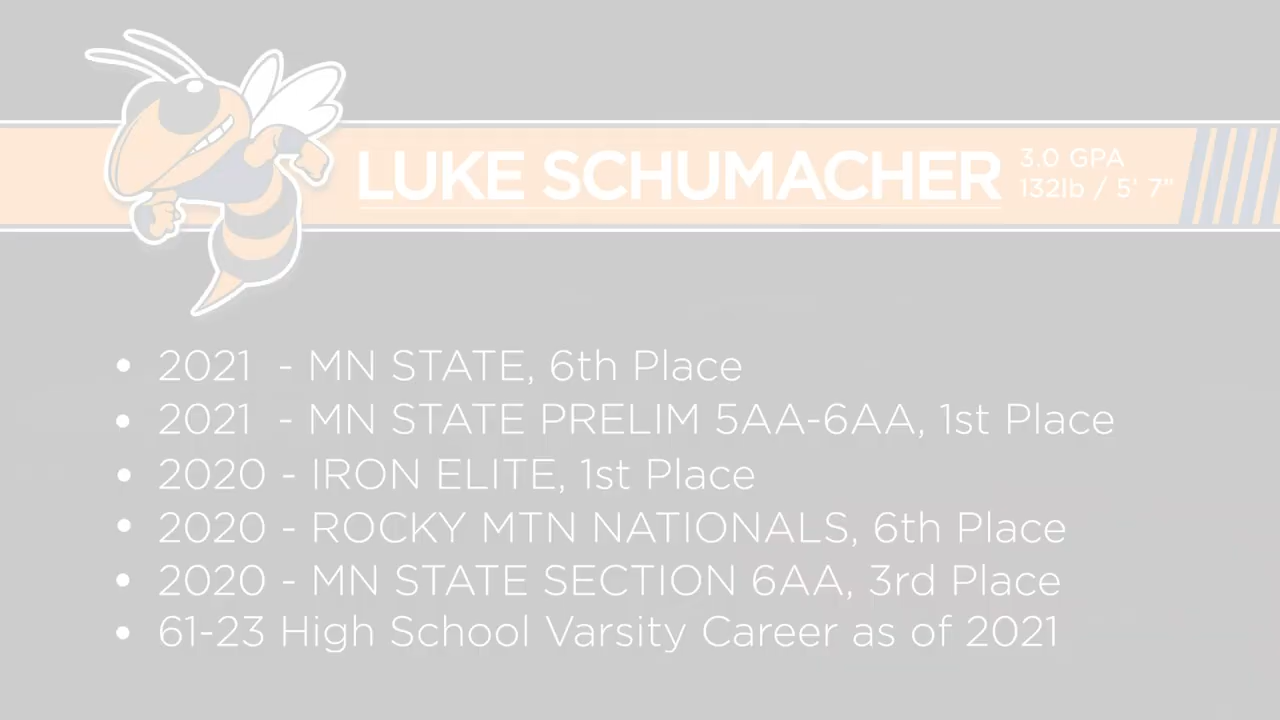 LUKE SCHUMACHER
3.0 GPA
132lb / 5' 7"
• 2021 - MN STATE, 6th Place
• 2021 - MN STATE PRELIM 5AA-6AA, 1st Place
• 2020 - IRON ELITE, 1st Place
• 2020 - ROCKY MTN NATIONALS, 6th Place
• 2020 - MN STATE SECTION 6AA, 3rd Place
• 61-23 High School Varsity Career as of 2021